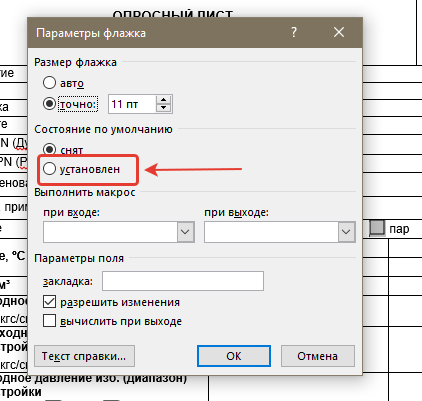 ОПРОСНЫЙ ЛИСТ
Параметры флажка
? ×
Размер флажка
авто
точно: 11 пт
Состояние по умолчанию
снят
установлен
Выполнить макрос
при входе: при выходе:
пар
Параметры поля
закладка:
разрешить изменения
вычислить при выходе
Текст справки... ОК Отмена
одное давление изб. (диапазон)
стройки